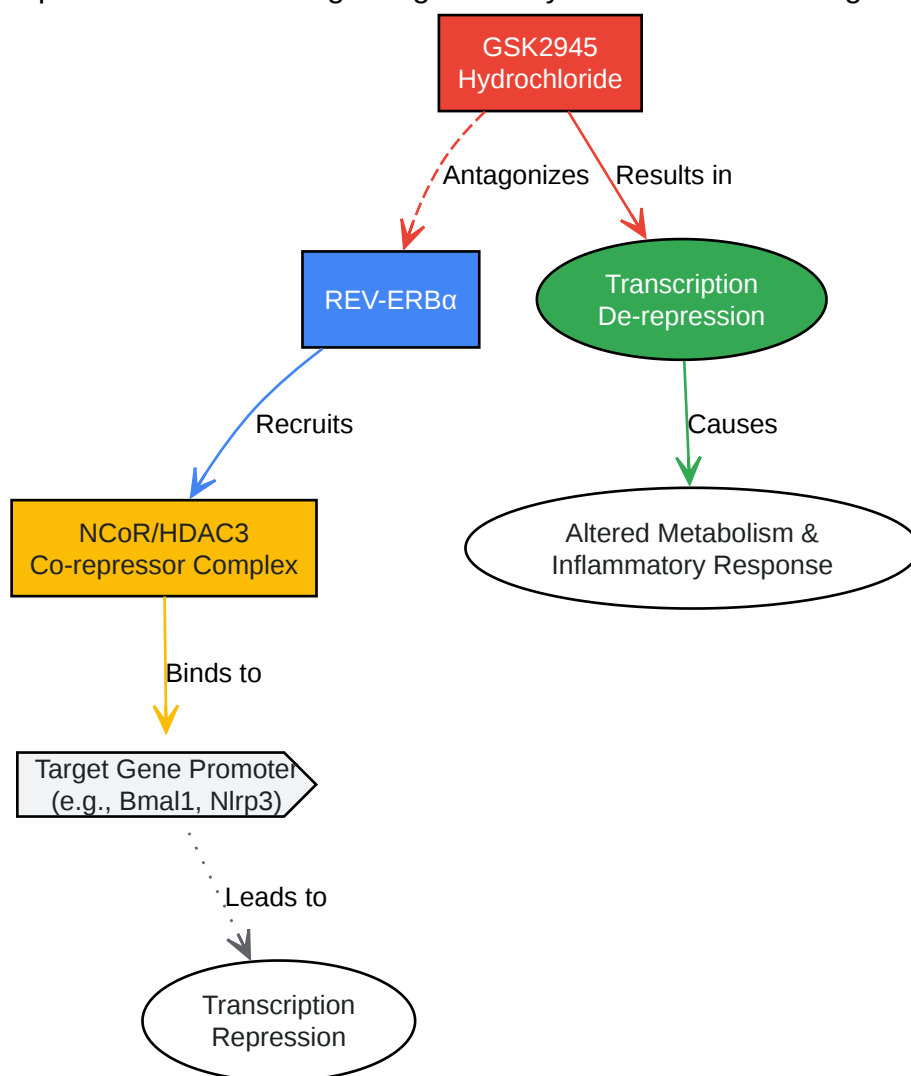 GSK2945
Hydrochloride
Antagonizes
Results in
REV-ERBα
Transcription
De-repression
Recruits
Causes
NCoR/HDAC3
Co-repressor Complex
Altered Metabolism &
Inflammatory Response
Binds to
Target Gene Promoter
(e.g., Bmal1, Nlrp3)
Leads to
Transcription
Repression